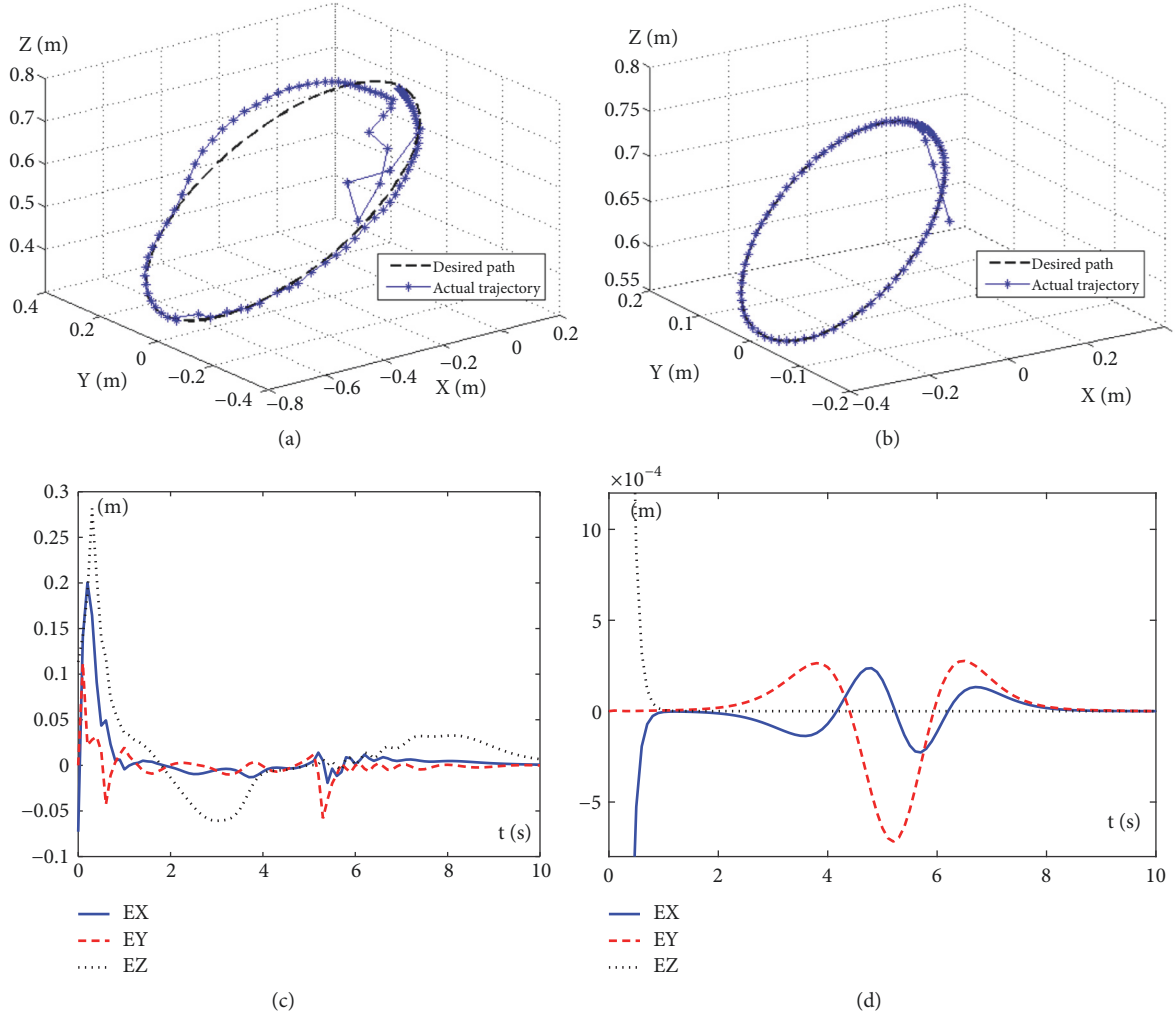 Z (m)
0.8
0.7
0.6
0.5
0.4
0.4
0.2
0
−0.2
−0.4
Y (m)
−0.8
−0.6
−0.4
−0.2
0
0.2
X (m)
Desired path
Actual trajectory
(a)
Z (m)
0.8
0.75
0.7
0.65
0.6
0.55
0.2
0.1
0
−0.1
−0.2
Y (m)
−0.4
−0.2
0
0.2
X (m)
Desired path
Actual trajectory
(b)
(m)
0.3
0.25
0.2
0.15
0.1
0.05
0
−0.05
−0.1
t (s)
0 2 4 6 8 10
EX
EY
EZ
(c)
×10−4
(m)
10
5
0
−5
t (s)
0 2 4 6 8 10
EX
EY
EZ
(d)